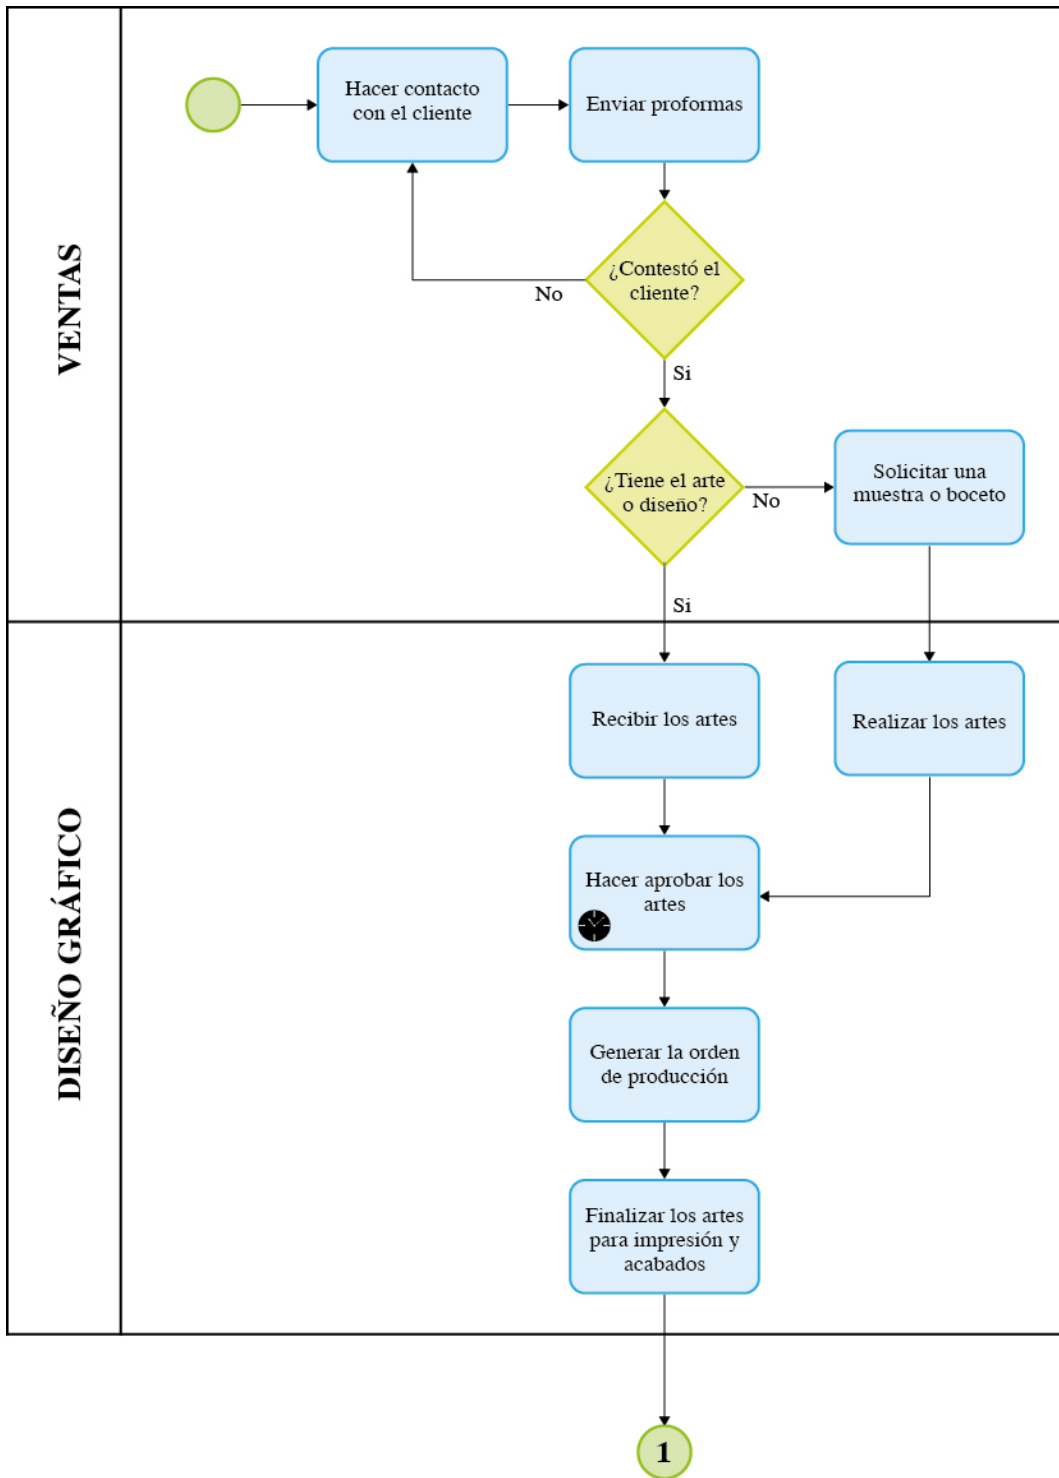 VENTAS
Hacer contacto
con el cliente
Enviar proformas
¿Contestó el
cliente?
No
Si
¿Tiene el arte
o diseño?
No
Solicitar una
muestra o boceto
Si
DISEÑO GRÁFICO
Recibir los artes
Realizar los artes
Hacer aprobar los
artes
Generar la orden
de producción
Finalizar los artes
para impresión y
acabados
1